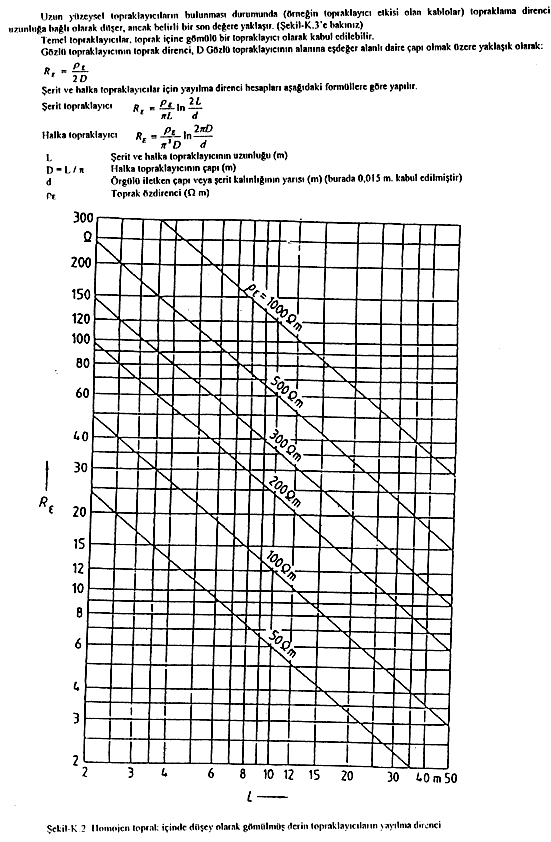 Uzun yüzeysel topraklayıcıların bulunması durumunda (örneğin topraklayıcı etkisi olan kablolar) topraklama direnci
uzunluğa bağlı olarak düşer, ancak belirli bir son değere yaklaşır. (Şekil-K.3'e bakınız)
Temel topraklayıcılar, toprak içine gömülü bir topraklayıcı olarak kabul edilebilir.
Gözlü topraklayıcının toprak direnci, D Gözlü topraklayıcının alanına eşdeğer alanlı daire çapı olmak üzere yaklaşık olarak:
R_E = ρ_E / 2D
Şerit ve halka topraklayıcılar için yayılma direnci hesapları aşağıdaki formüllere göre yapılır.
Şerit topraklayıcı R_E = ρ_E / πL ln 2L / d
Halka topraklayıcı R_E = ρ_E / π²D ln 2πD / d
L Şerit ve halka topraklayıcının uzunluğu (m)
D = L / π Halka topraklayıcının çapı (m)
d Örgülü iletken çapı veya şerit kalınlığının yarısı (m) (burada 0,015 m. kabul edilmiştir)
ρ_E Toprak özdirenci (Ω m)
300
Ω
200
150
120
100
80
60
40
30
20
15
12
10
8
6
4
3
2
R_E
ρ_E = 1000 Ωm
500 Ωm
300 Ωm
200 Ωm
100 Ωm
50 Ωm
2 3 4 6 8 10 12 15 20 30 40 m 50
L
Şekil-K.2 Homojen toprak içinde düşey olarak gömülmüş derin topraklayıcıların yayılma direnci